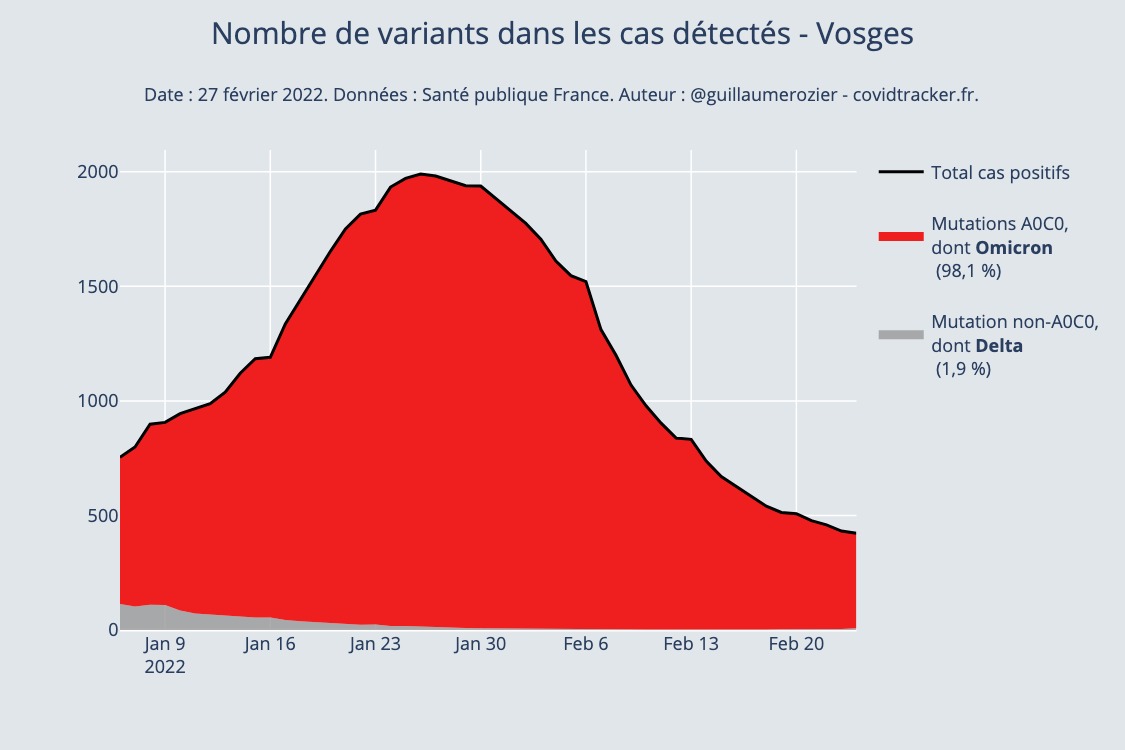 Nombre de variants dans les cas détectés - Vosges
Date : 27 février 2022. Données : Santé publique France. Auteur : @guillaumerozier - covidtracker.fr.
2000
1500
1000
500
0
Jan 9
2022
Jan 16
Jan 23
Jan 30
Feb 6
Feb 13
Feb 20
Total cas positifs
Mutations A0C0,
dont Omicron
(98,1 %)
Mutation non-A0C0,
dont Delta
(1,9 %)